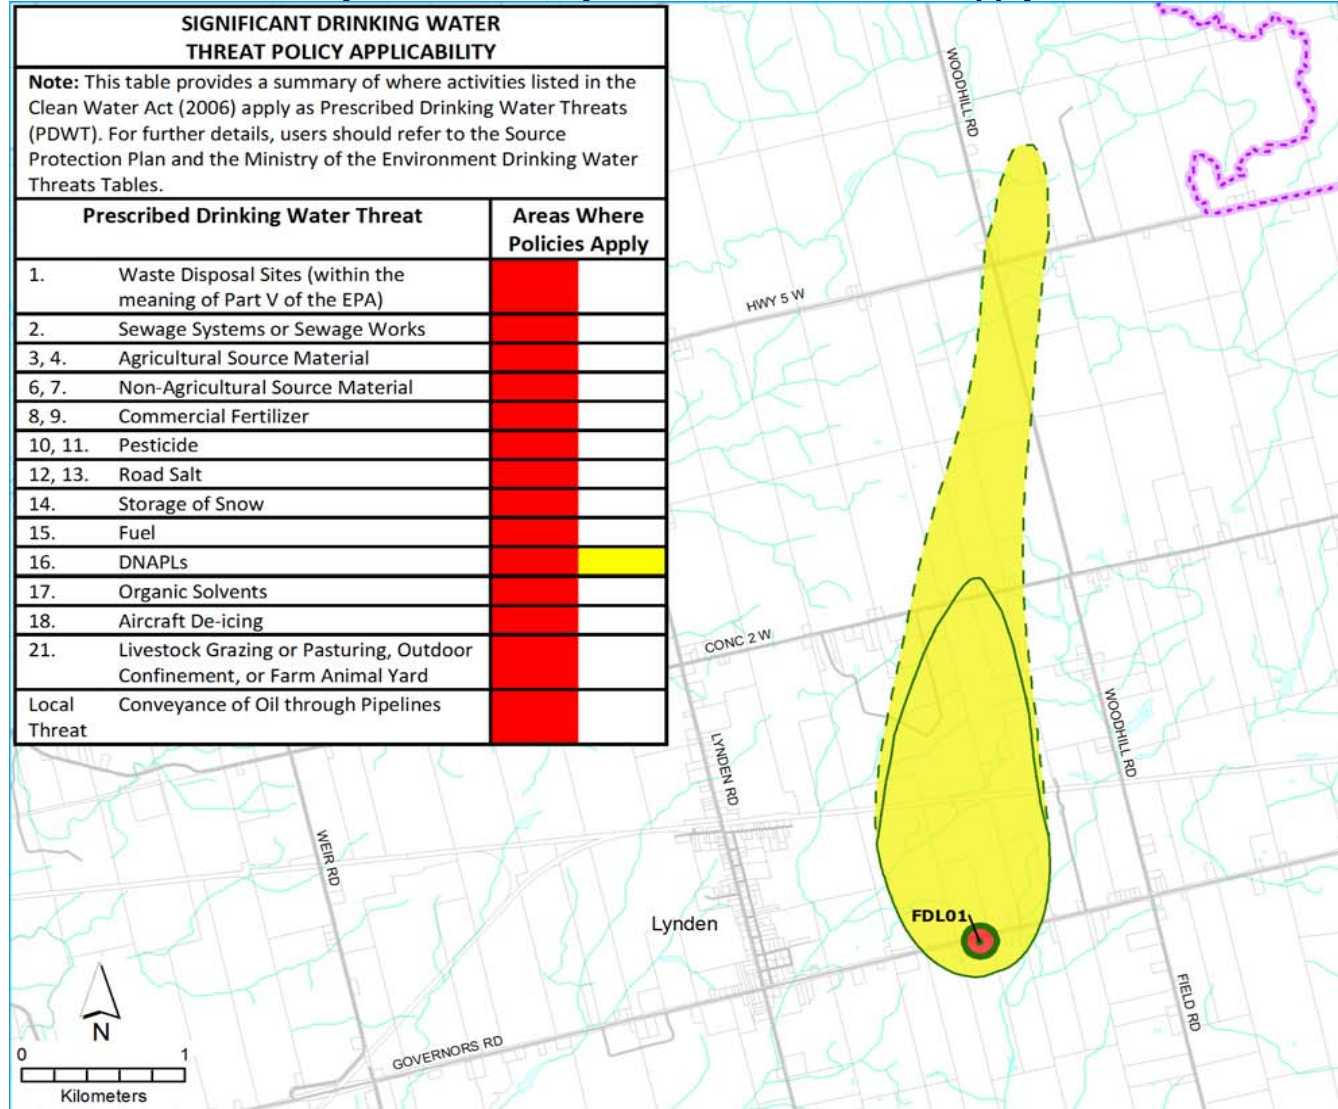 SIGNIFICANT DRINKING WATER
THREAT POLICY APPLICABILITY
Note: This table provides a summary of where activities listed in the
Clean Water Act (2006) apply as Prescribed Drinking Water Threats
(PDWT). For further details, users should refer to the Source
Protection Plan and the Ministry of the Environment Drinking Water
Threats Tables.
Prescribed Drinking Water Threat Areas Where
Policies Apply
1. Waste Disposal Sites (within the
meaning of Part V of the EPA)
2. Sewage Systems or Sewage Works
3, 4. Agricultural Source Material
6, 7. Non-Agricultural Source Material
8, 9. Commercial Fertilizer
10, 11. Pesticide
12, 13. Road Salt
14. Storage of Snow
15. Fuel
16. DNAPLs
17. Organic Solvents
18. Aircraft De-icing
21. Livestock Grazing or Pasturing, Outdoor
Confinement, or Farm Animal Yard
Local Conveyance of Oil through Pipelines
Threat
WOODHILL RD
HWY 5 W
CONC 2 W
WOODHILL RD
LYNDEN RD
WEIR RD
Lynden
FDL01
FIELD RD
GOVERNORS RD
N
0 1
Kilometers